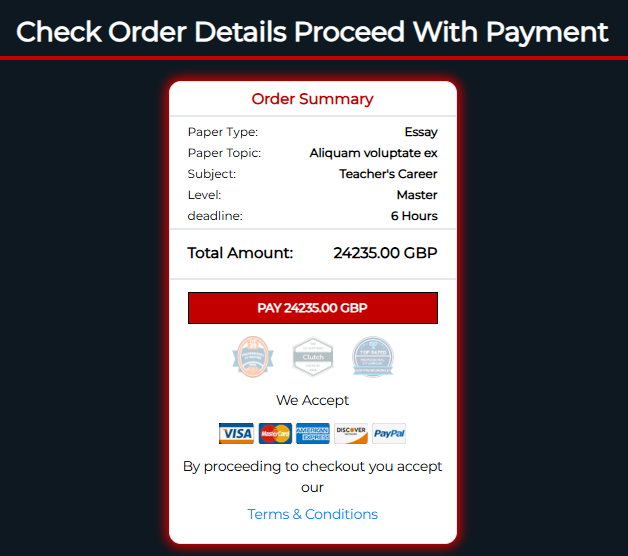 Check Order Details Proceed With Payment
Order Summary
Paper Type: Essay
Paper Topic: Aliquam voluptate ex
Subject: Teacher's Career
Level: Master
deadline: 6 Hours
Total Amount: 24235.00 GBP
PAY 24235.00 GBP
Clutch
TOP RATED
We Accept
VISA MasterCard AMERICAN EXPRESS DISCOVER PayPal
By proceeding to checkout you accept
our
Terms & Conditions